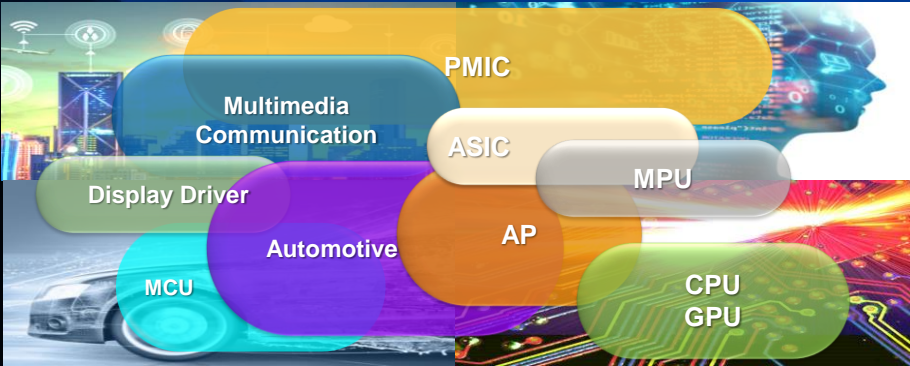 PMIC
Multimedia
Communication
ASIC
MPU
Display Driver
AP
Automotive
MCU
CPU
GPU